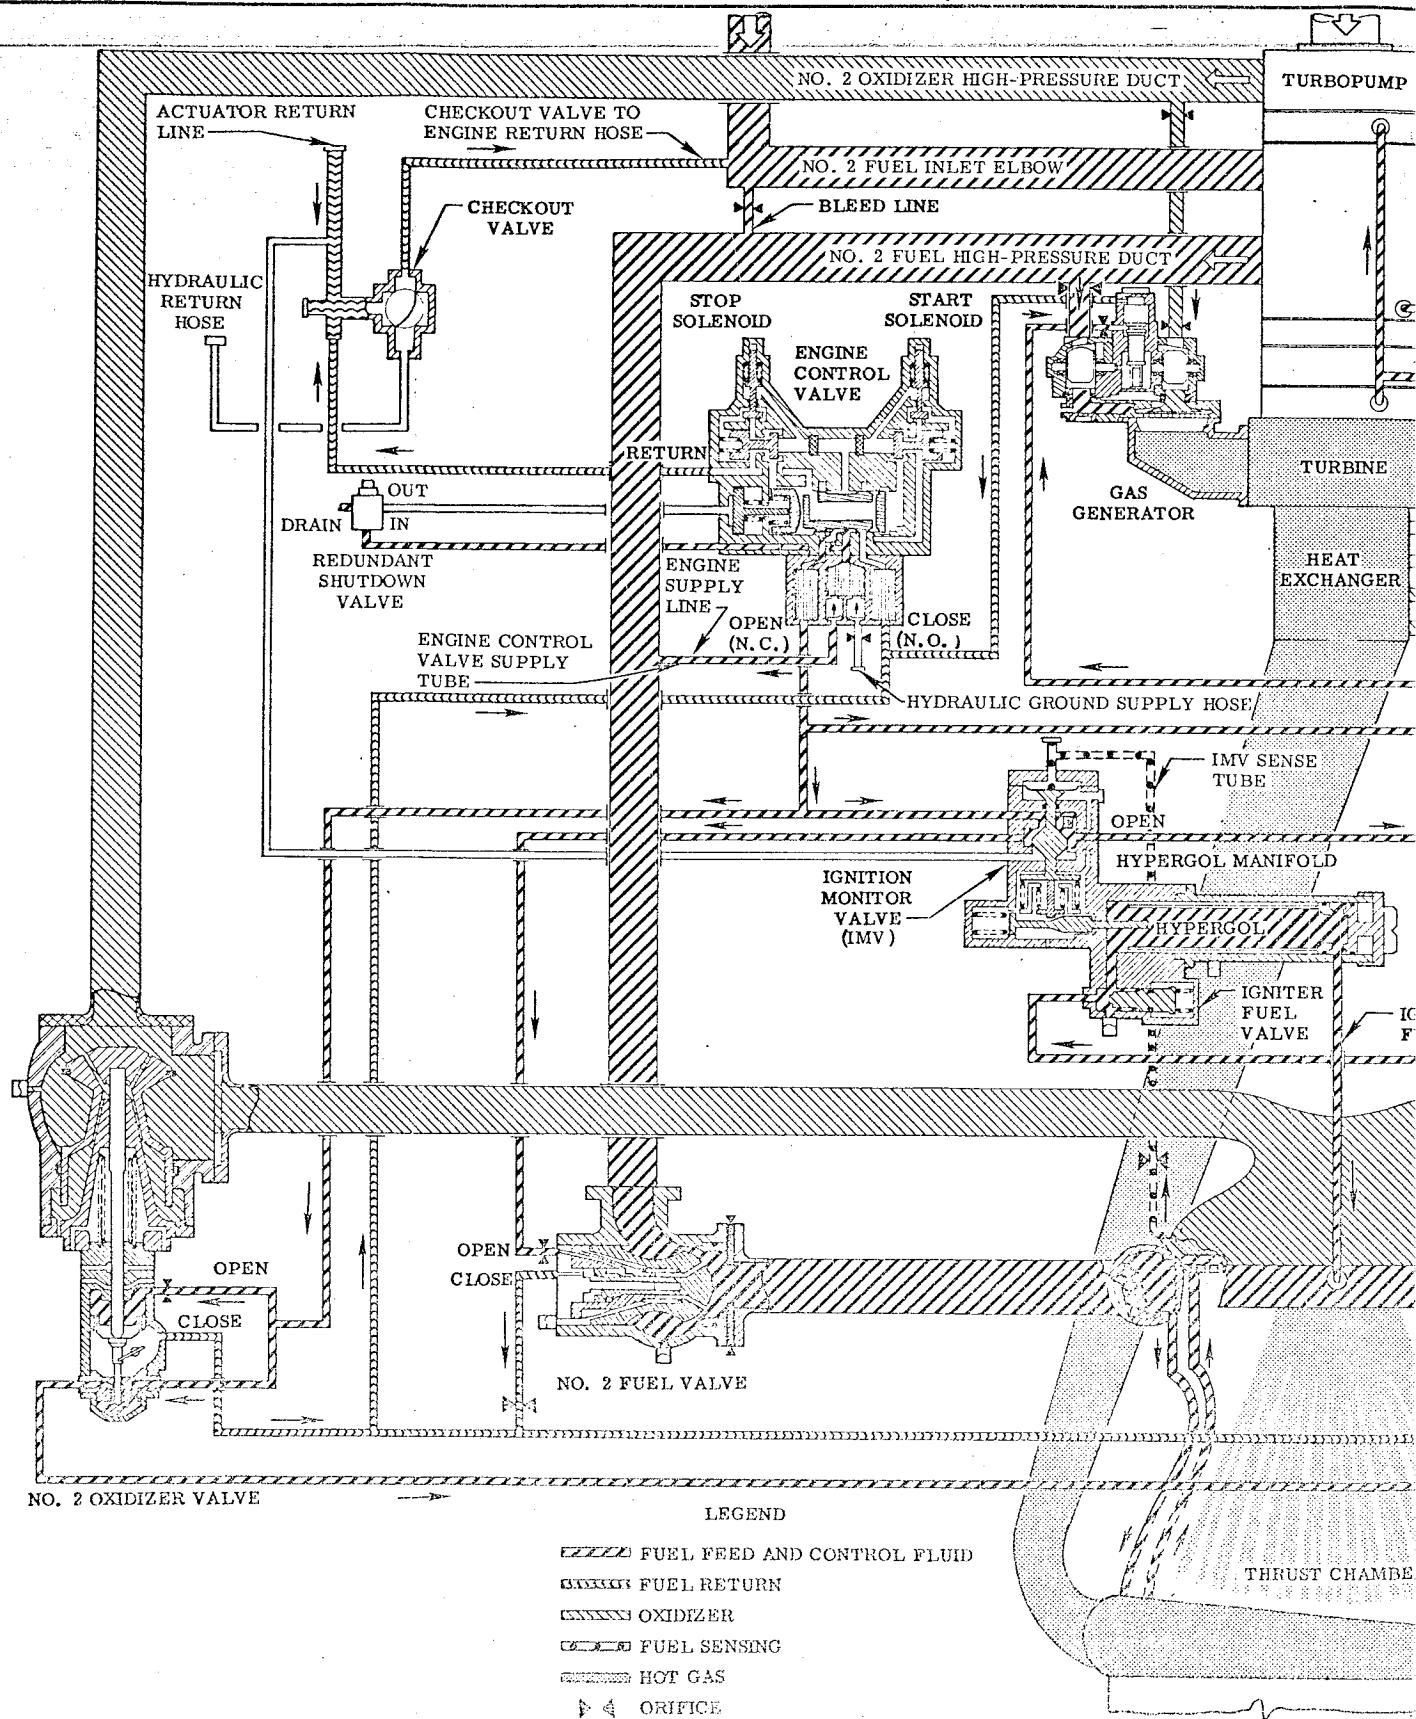 NO. 2 OXIDIZER HIGH-PRESSURE DUCT
TURBOPUMP
ACTUATOR RETURN
LINE
CHECKOUT VALVE TO
ENGINE RETURN HOSE
NO. 2 FUEL INLET ELBOW
CHECKOUT
VALVE
BLEED LINE
NO. 2 FUEL HIGH-PRESSURE DUCT
HYDRAULIC
RETURN
HOSE
STOP
SOLENOID
START
SOLENOID
ENGINE
CONTROL
VALVE
RETURN
TURBINE
OUT
DRAIN
IN
GAS
GENERATOR
REDUNDANT
SHUTDOWN
VALVE
ENGINE
SUPPLY
LINE
HEAT
EXCHANGER
OPEN
(N.C.)
CLOSE
(N.O.)
ENGINE CONTROL
VALVE SUPPLY
TUBE
HYDRAULIC GROUND SUPPLY HOSE
IMV SENSE
TUBE
OPEN
HYPERGOL MANIFOLD
IGNITION
MONITOR
VALVE
(IMV)
HYPERGOL
IGNITER
FUEL
VALVE
IG
F
OPEN
CLOSE
OPEN
CLOSE
NO. 2 FUEL VALVE
NO. 2 OXIDIZER VALVE
LEGEND
FUEL FEED AND CONTROL FLUID
FUEL RETURN
OXIDIZER
FUEL SENSING
HOT GAS
ORIFICE
THRUST CHAMBE